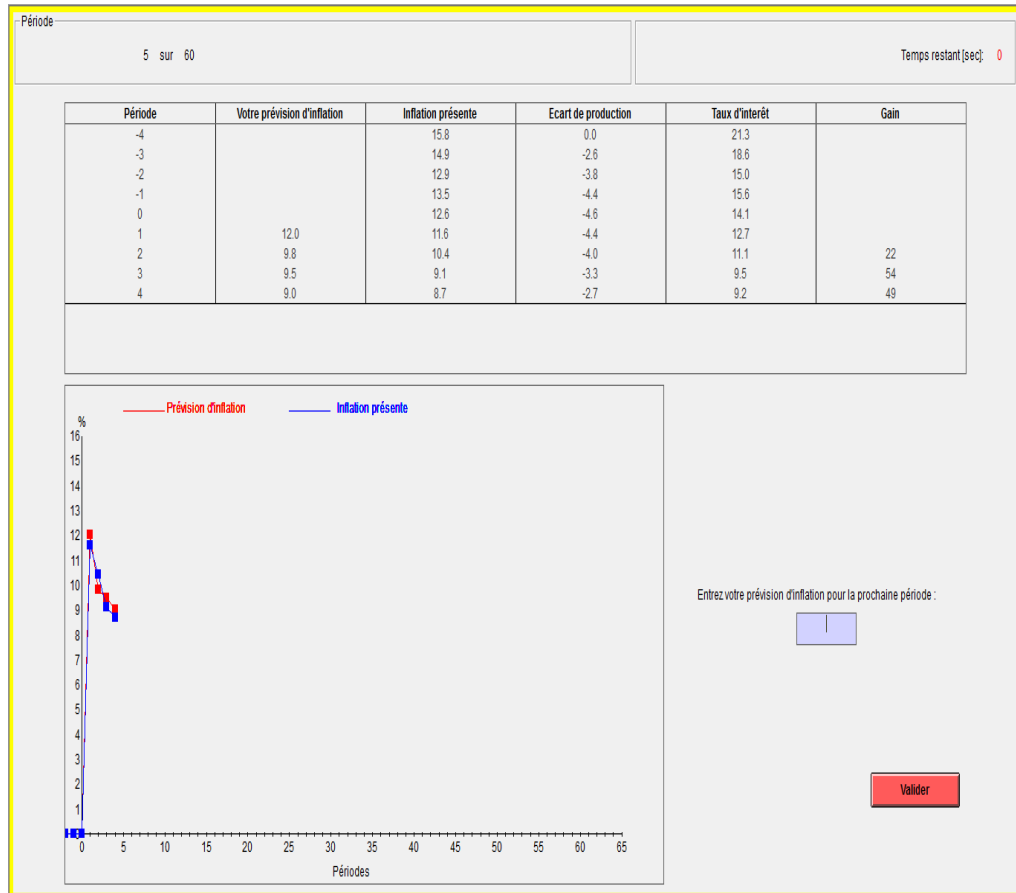 Période
5 sur 60
Temps restant [sec]: 0
Période Votre prévision d'inflation Inflation présente Ecart de production Taux d'interêt Gain
-4 15.8 0.0 21.3
-3 14.9 -2.6 18.6
-2 12.9 -3.8 15.0
-1 13.5 -4.4 15.6
0 12.6 -4.6 14.1
1 12.0 11.6 -4.4 12.7
2 9.8 10.4 -4.0 11.1 22
3 9.5 9.1 -3.3 9.5 54
4 9.0 8.7 -2.7 9.2 49
Prévision d'inflation Inflation présente
%
16
15
14
13
12
11
10
9
8
7
6
5
4
3
2
1
0 5 10 15 20 25 30 35 40 45 50 55 60 65
Périodes
Entrez votre prévision d'inflation pour la prochaine période :
Valider